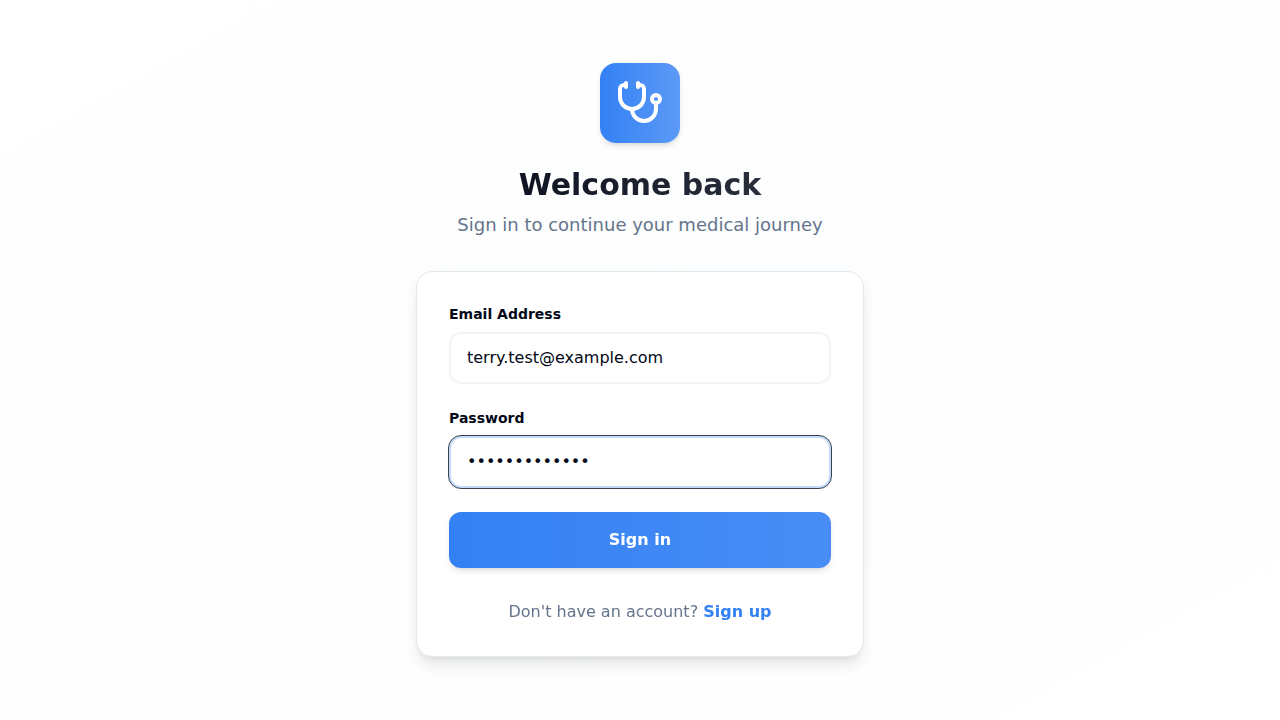 Welcome back
Sign in to continue your medical journey
Email Address
terry.test@example.com
Password
•••••••••••••
Sign in
Don't have an account? Sign up